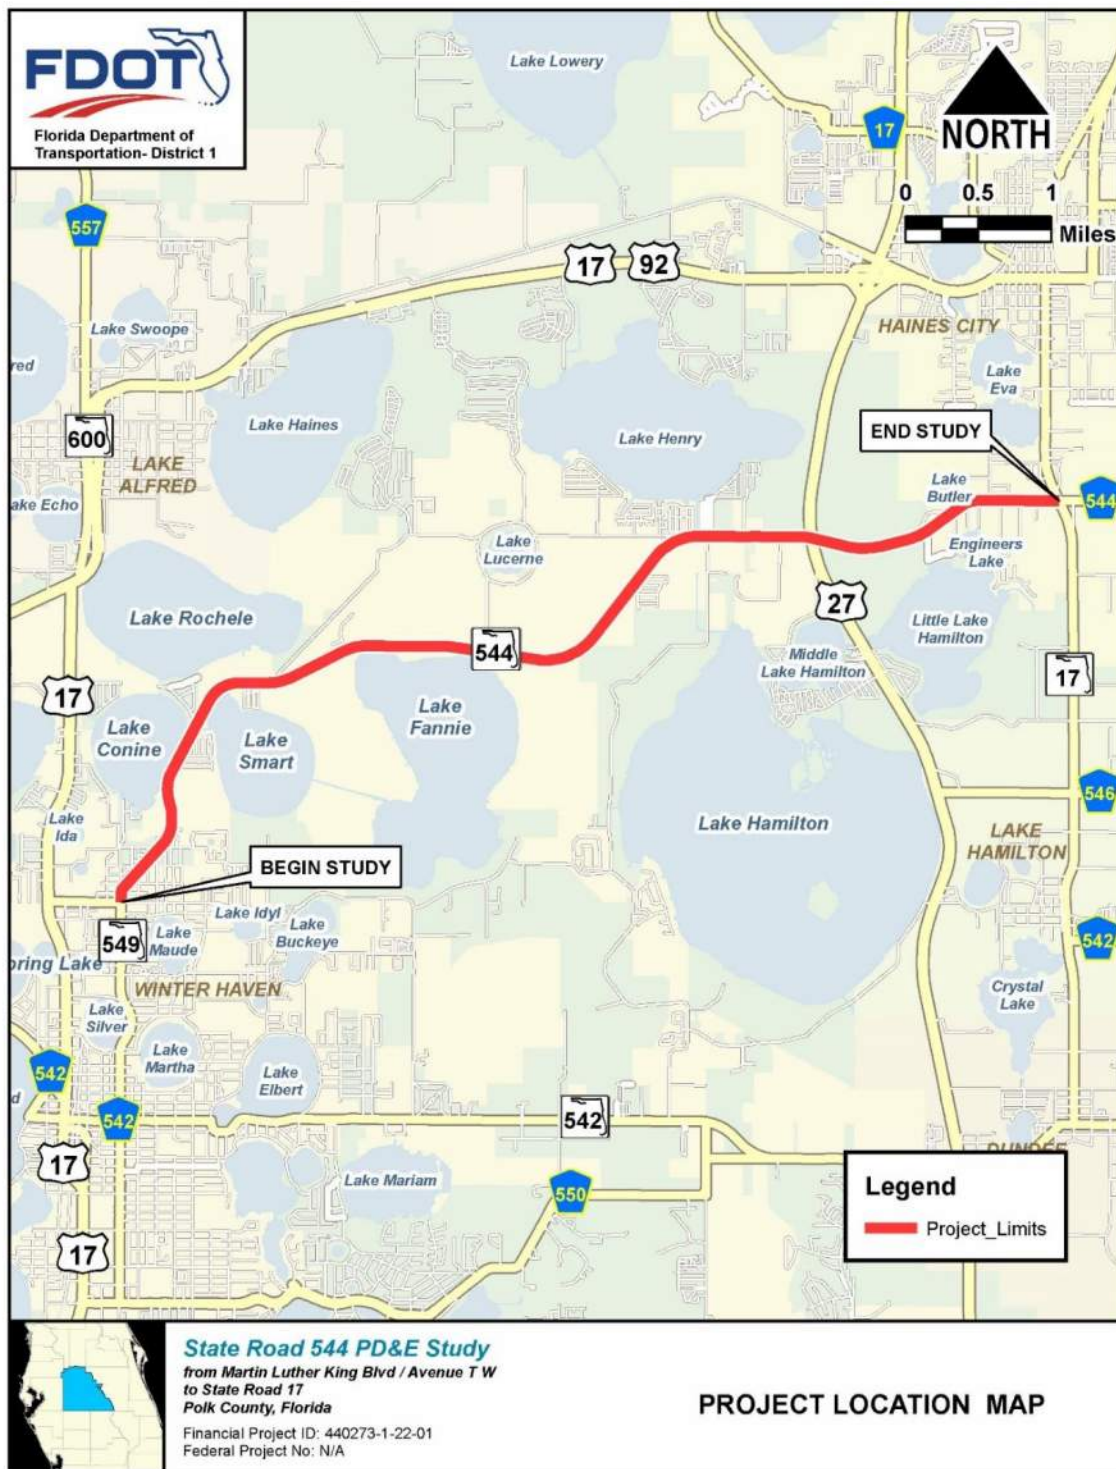 FDOT
Florida Department of
Transportation- District 1
Lake Lowery
17
NORTH
0 0.5 1
Miles
557
17 92
Lake Swoope
HAINES CITY
red
Lake
Eva
600
Lake Haines
Lake Henry
END STUDY
LAKE
ALFRED
Lake
Butler
544
ake Echo
Lake
Lucerne
Engineers
Lake
27
Lake Rochele
Little Lake
Hamilton
544
Middle
Lake Hamilton
17
17
Lake
Fannie
Lake
Conine
Lake
Smart
546
Lake
Ida
Lake Hamilton
LAKE
HAMILTON
BEGIN STUDY
Lake Idyl
Lake
Buckeye
549
Lake
Maude
542
oring Lake
WINTER HAVEN
Crystal
Lake
Lake
Silver
Lake
Martha
542
Lake
Elbert
d
542
542
DUNDEE
17
Lake Mariam
550
Legend
Project_Limits
17
State Road 544 PD&E Study
from Martin Luther King Blvd / Avenue T W
to State Road 17
Polk County, Florida
Financial Project ID: 440273-1-22-01
Federal Project No: N/A
PROJECT LOCATION MAP